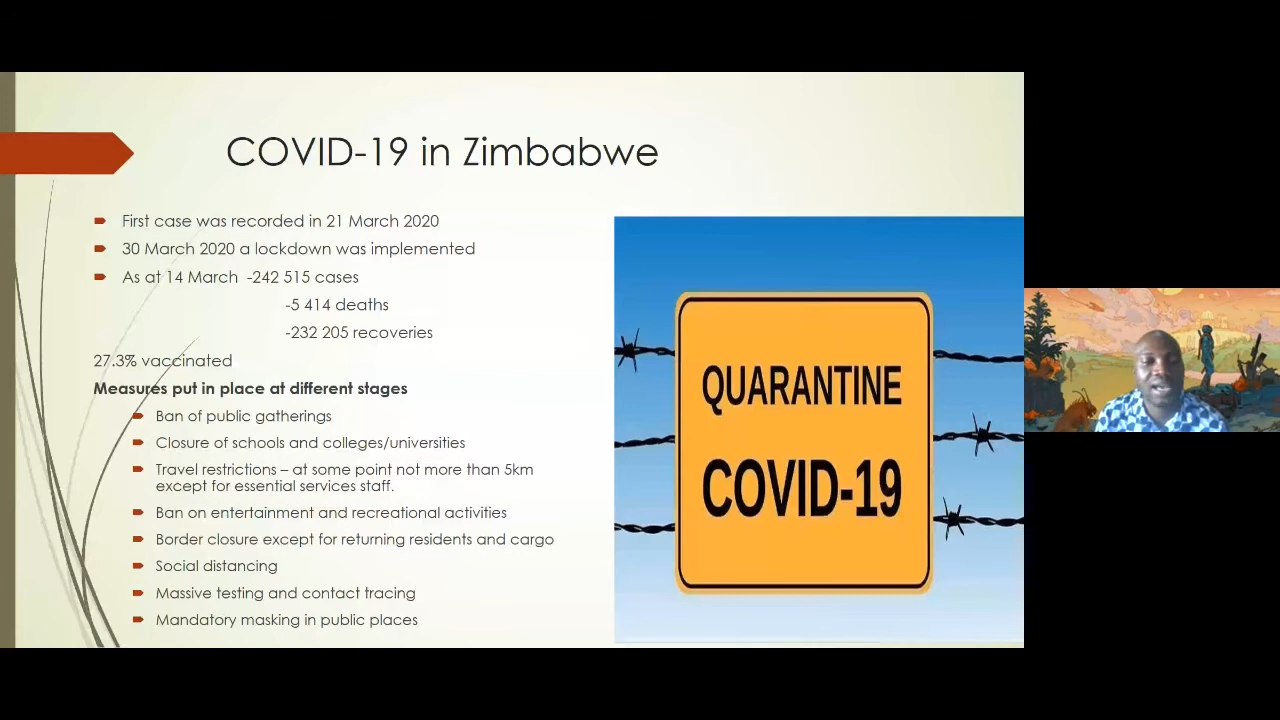 COVID-19 in Zimbabwe
First case was recorded in 21 March 2020
30 March 2020 a lockdown was implemented
As at 14 March -242 515 cases
-5 414 deaths
-232 205 recoveries
27.3% vaccinated
Measures put in place at different stages
Ban of public gatherings
Closure of schools and colleges/universities
Travel restrictions – at some point not more than 5km
except for essential services staff.
Ban on entertainment and recreational activities
Border closure except for returning residents and cargo
Social distancing
Massive testing and contact tracing
Mandatory masking in public places
QUARANTINE
COVID-19